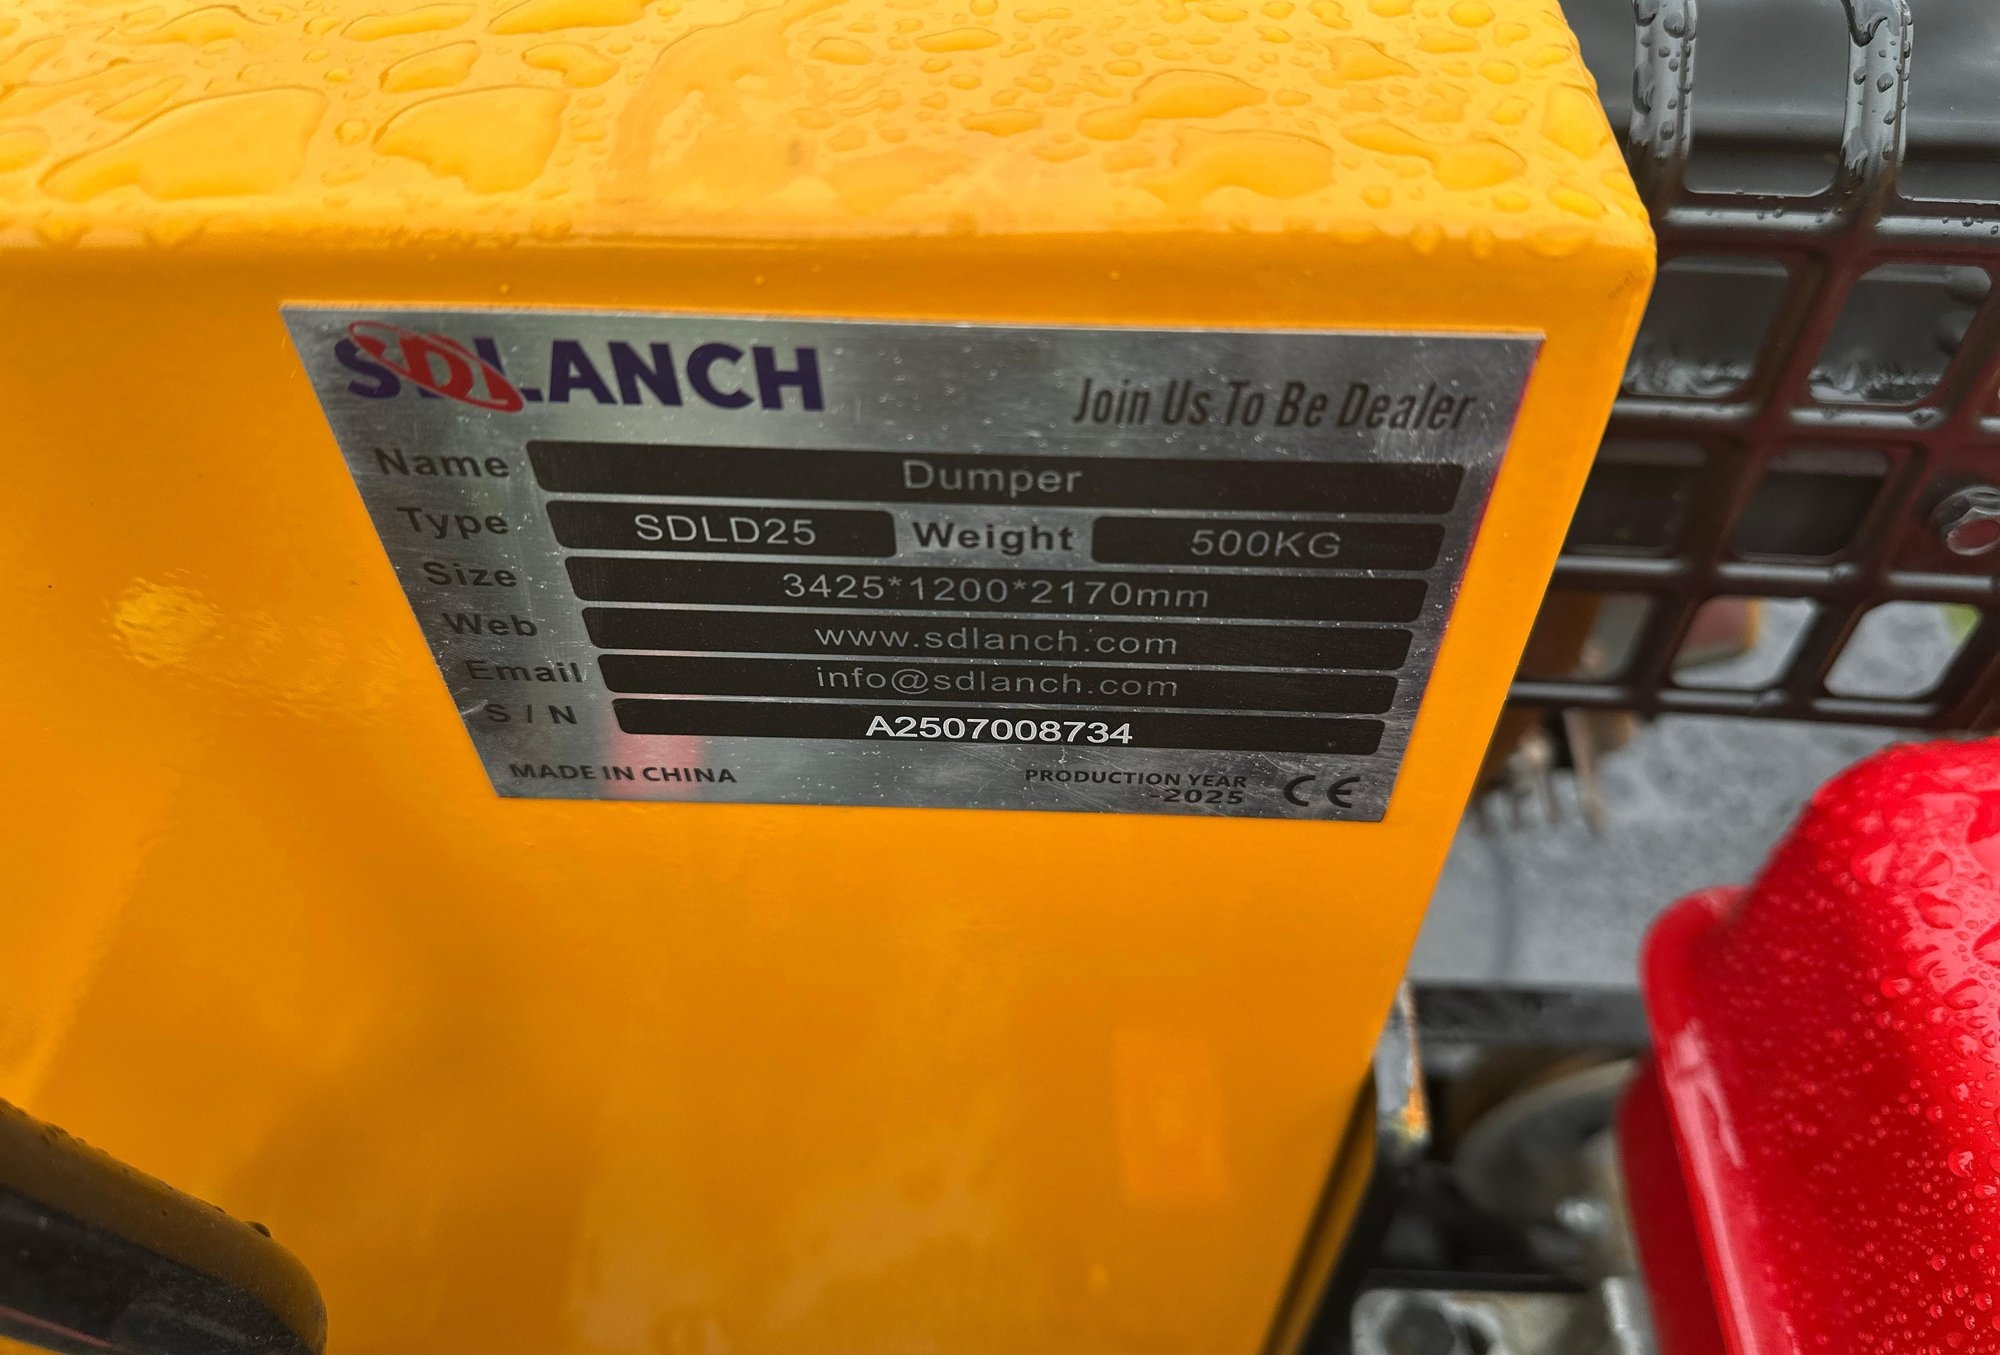 SDLANCH
Join Us To Be Dealer
Name Dumper
Type SDLD25 Weight 500KG
Size 3425*1200*2170mm
Web www.sdlanch.com
Email info@sdlanch.com
S / N A2507008734
MADE IN CHINA
PRODUCTION YEAR
-2025
CE